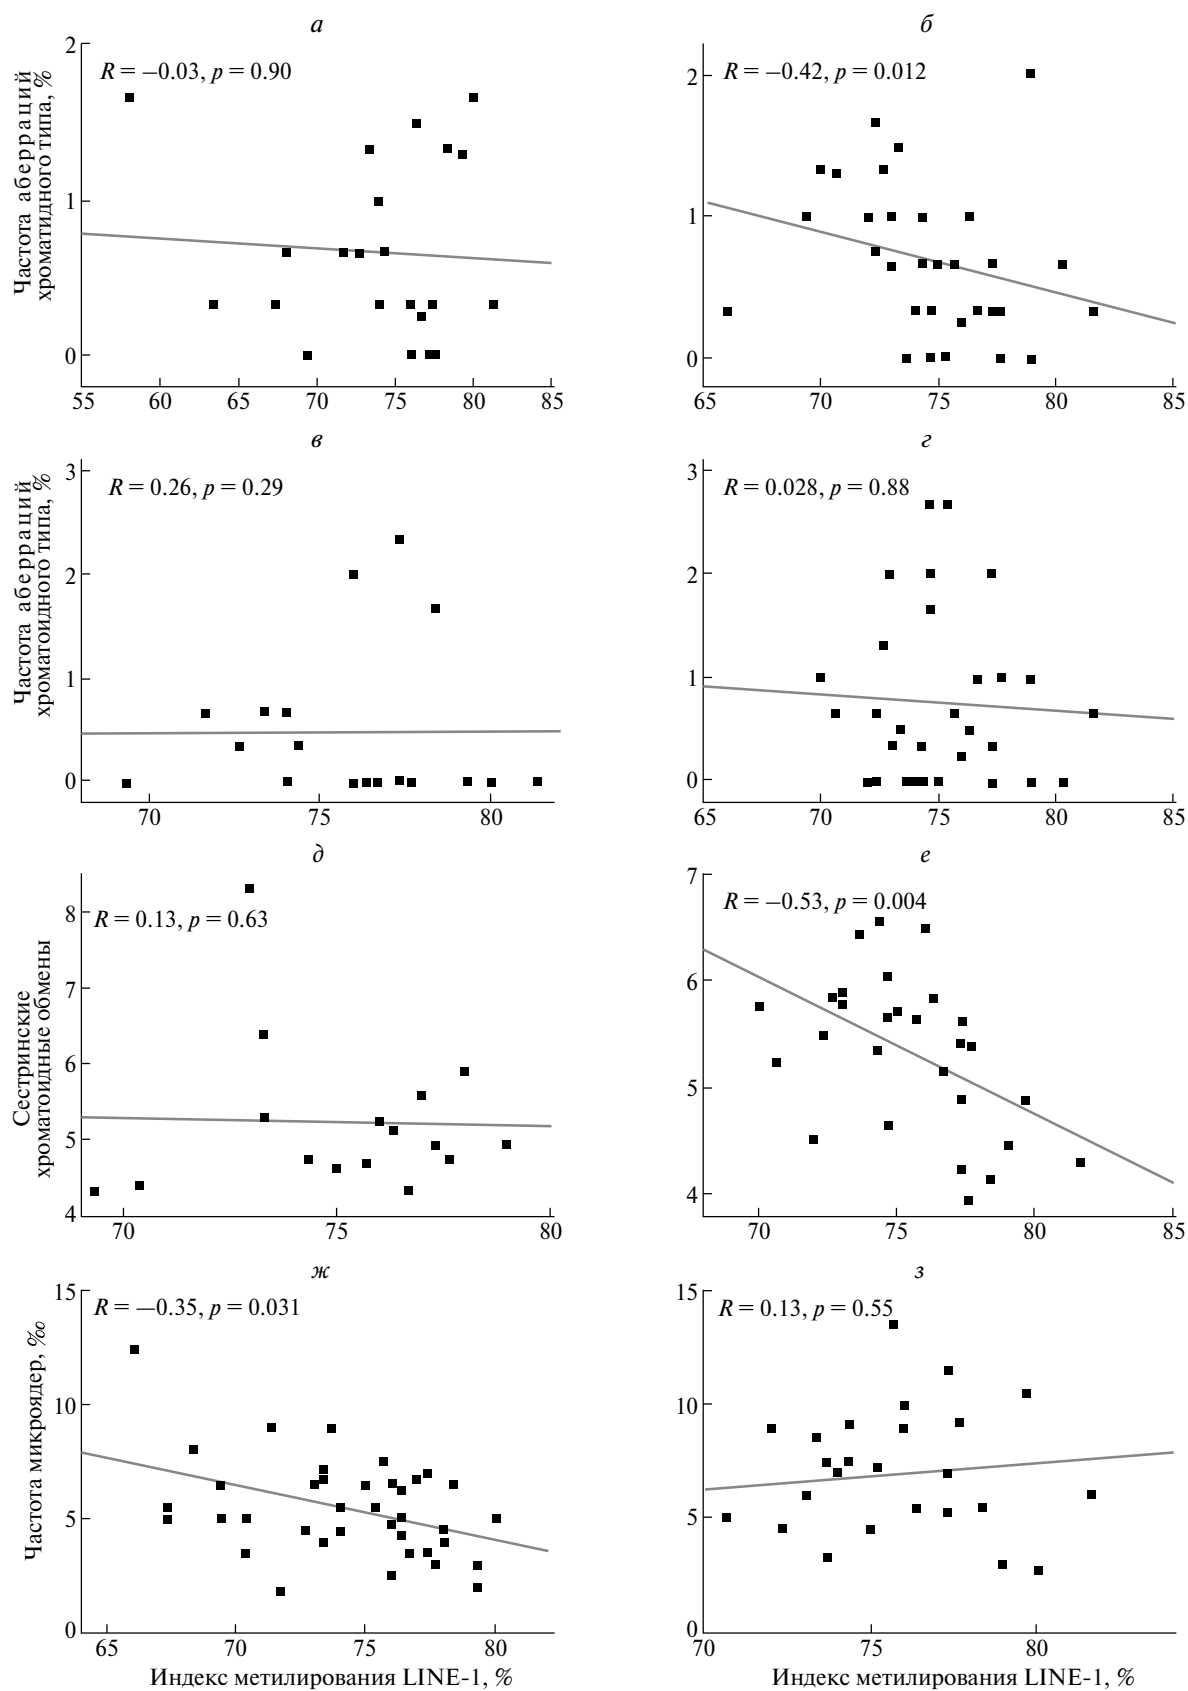 а
Частота аберраций
хроматидного типа, %
R = −0.03, p = 0.90
2
1
0
55 60 65 70 75 80 85
б
R = −0.42, p = 0.012
2
1
0
65 70 75 80 85
в
Частота аберраций
хроматоидного типа, %
R = 0.26, p = 0.29
3
2
1
0
70 75 80
г
R = 0.028, p = 0.88
3
2
1
0
65 70 75 80 85
д
Сестринские
хроматоидные обмены
R = 0.13, p = 0.63
8
7
6
5
4
70 75 80
е
R = −0.53, p = 0.004
7
6
5
4
70 75 80 85
ж
Частота микроядер, ‰
R = −0.35, p = 0.031
15
10
5
0
65 70 75 80
Индекс метилирования LINE-1, %
з
R = 0.13, p = 0.55
15
10
5
0
70 75 80
Индекс метилирования LINE-1, %